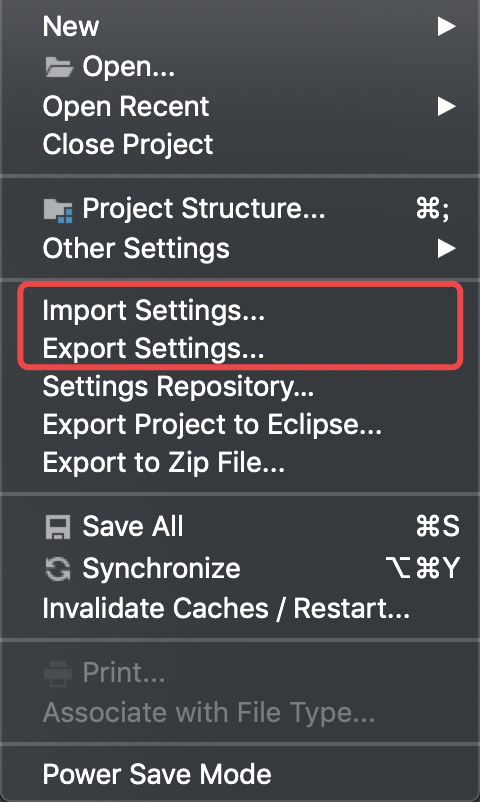 New
Open...
Open Recent
Close Project
Project Structure... ⌘;
Other Settings
Import Settings...
Export Settings...
Settings Repository...
Export Project to Eclipse...
Export to Zip File...
Save All ⌘S
Synchronize ⌥⌘Y
Invalidate Caches / Restart...
Print...
Associate with File Type...
Power Save Mode